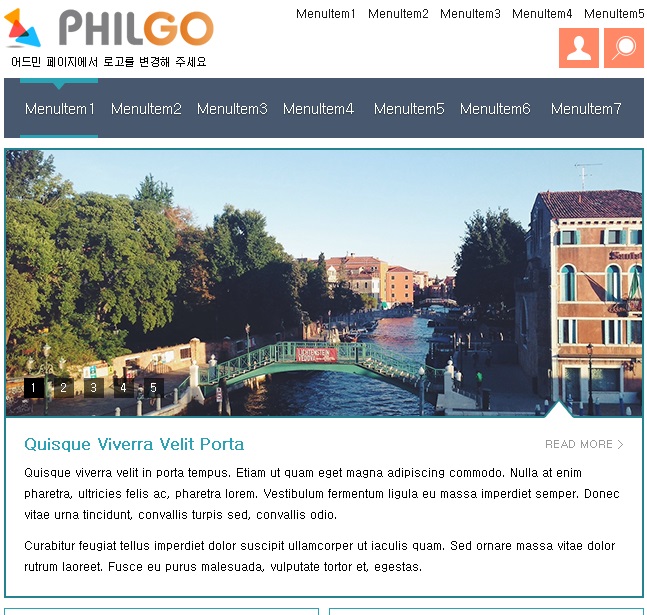 MenuItem1 MenuItem2 MenuItem3 MenuItem4 MenuItem5
PHILGO
어드민 페이지에서 로고를 변경해 주세요
MenuItem1 MenuItem2 MenuItem3 MenuItem4 MenuItem5 MenuItem6 MenuItem7
LICHTENSTEIN
1 2 3 4 5
Quisque Viverra Velit Porta
READ MORE >
Quisque viverra velit in porta tempus. Etiam ut quam eget magna adipiscing commodo. Nulla at enim
pharetra, ultricies felis ac, pharetra lorem. Vestibulum fermentum ligula eu massa imperdiet semper. Donec
vitae urna tincidunt, convallis turpis sed, convallis odio.
Curabitur feugiat tellus imperdiet dolor suscipit ullamcorper ut iaculis quam. Sed ornare massa vitae dolor
rutrum laoreet. Fusce eu purus malesuada, vulputate tortor et, egestas.